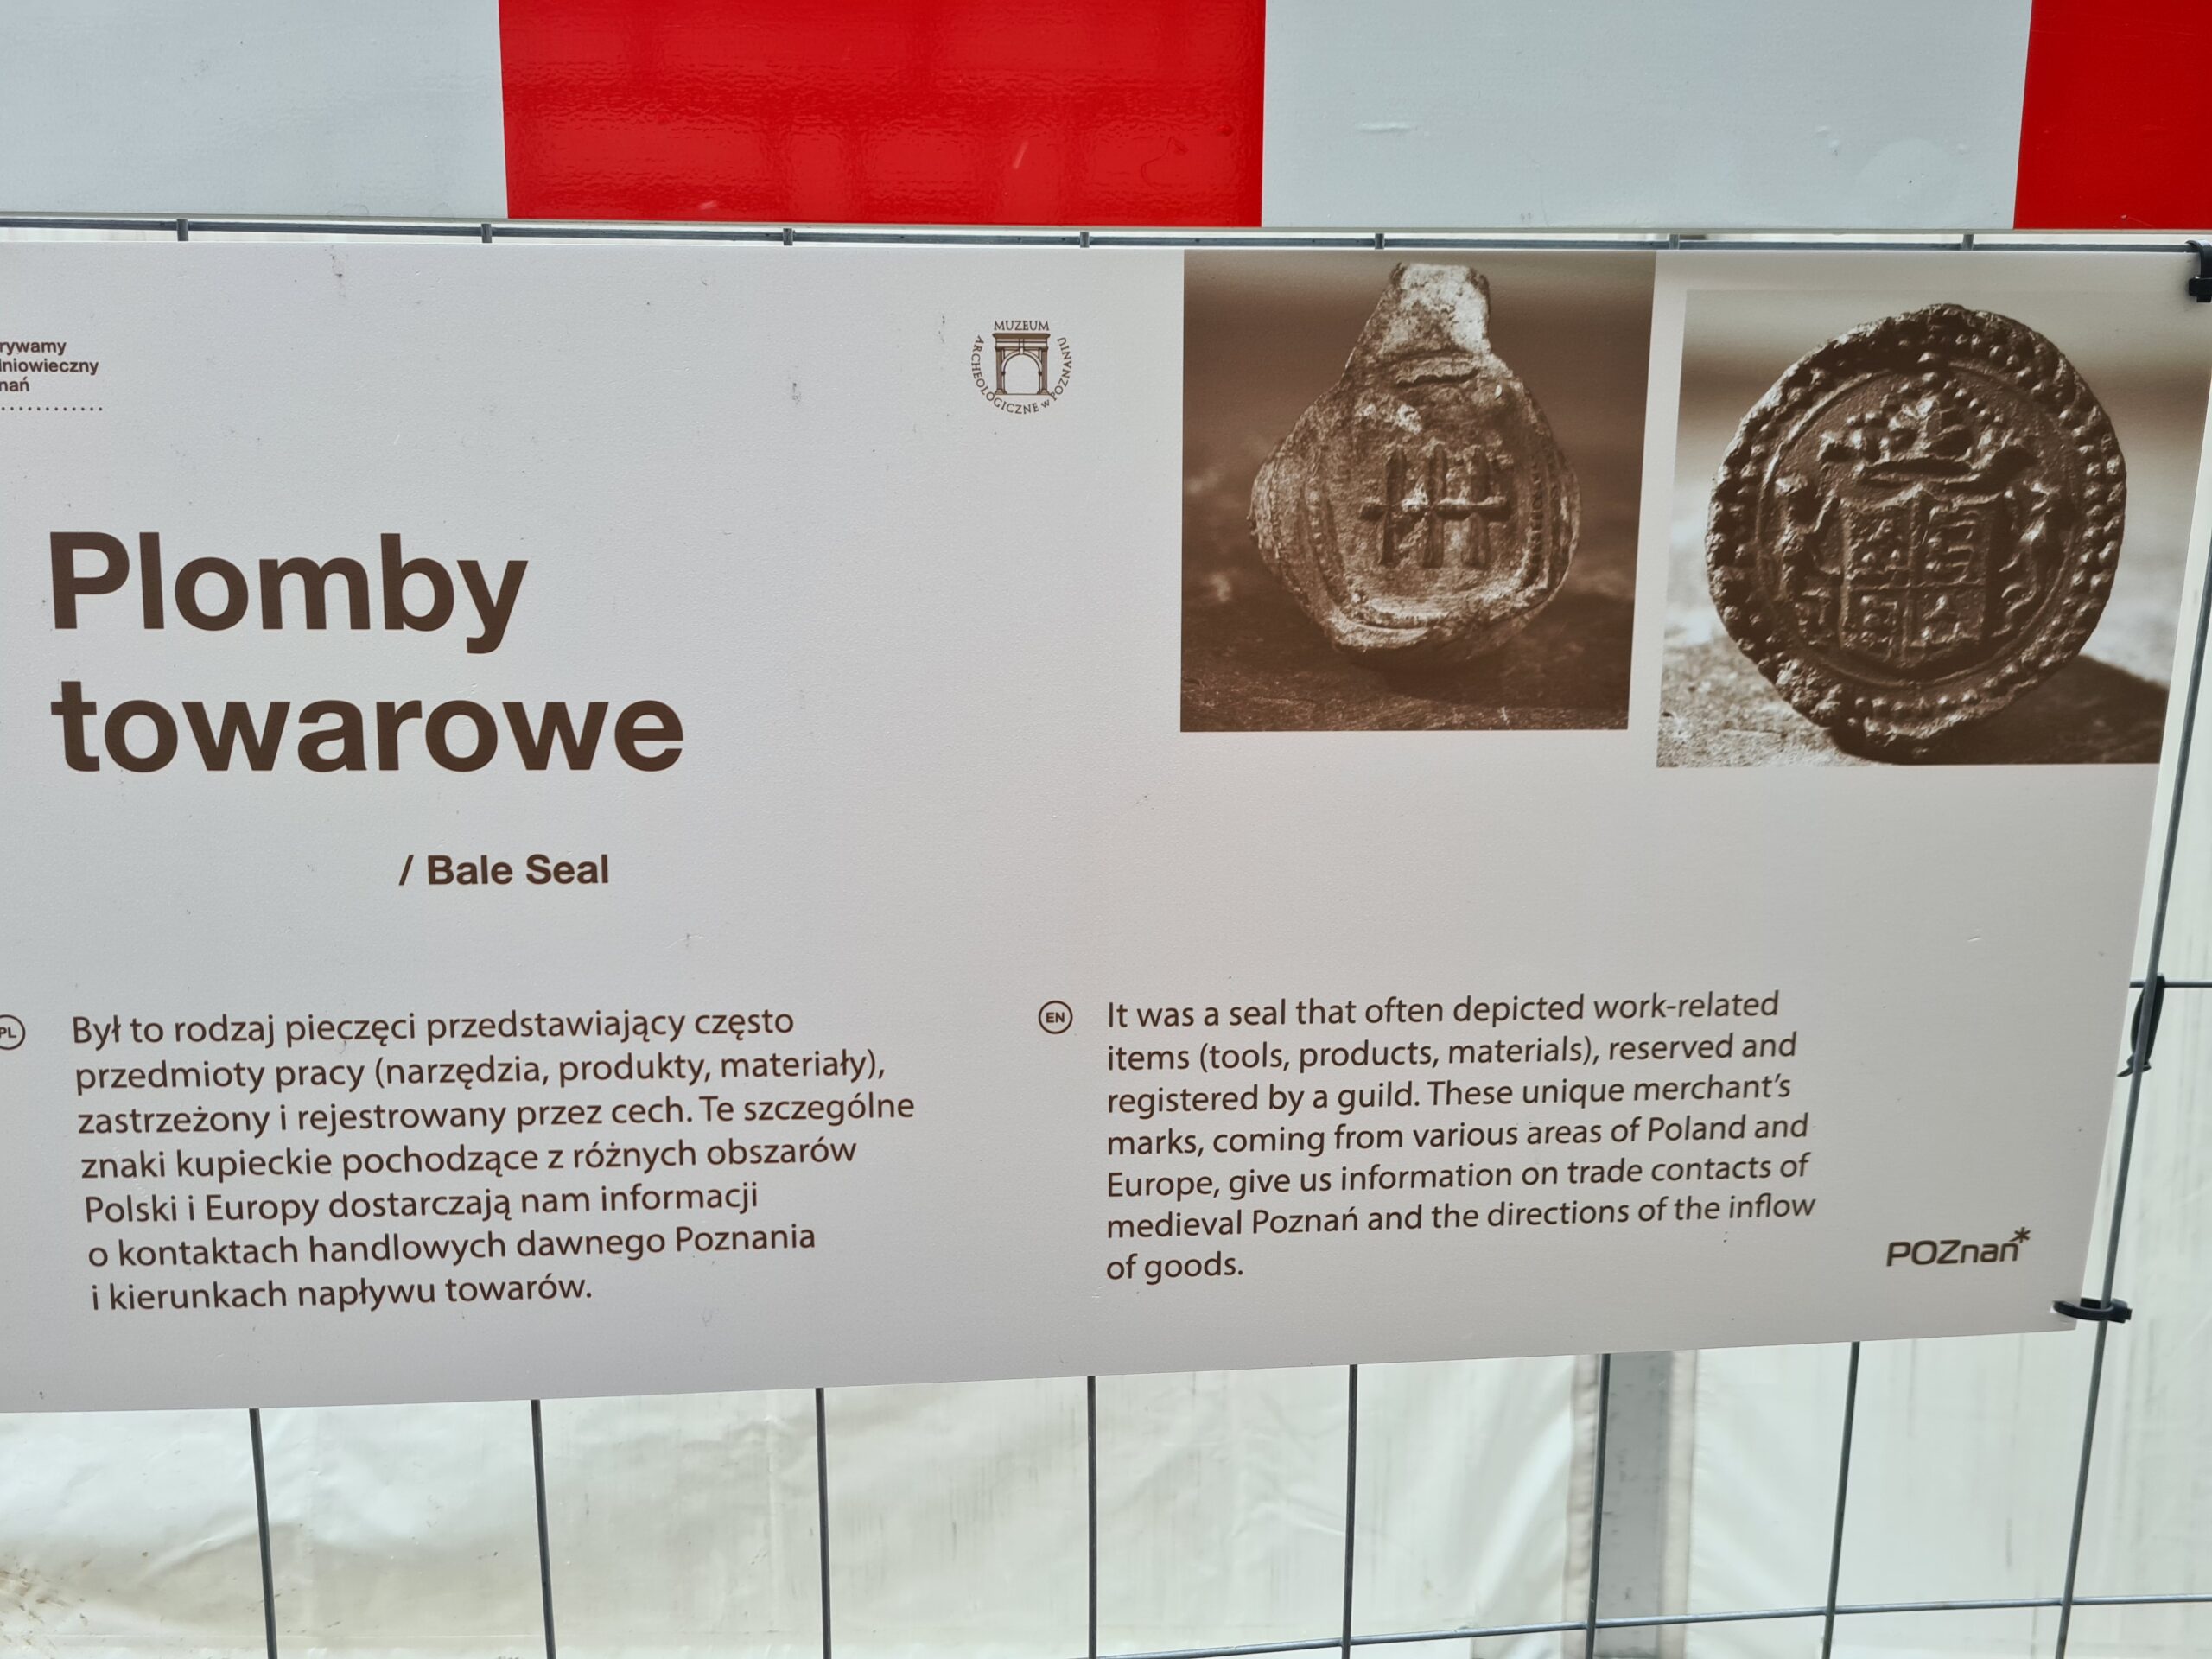 rywamy
dniowieczny
nań
MUZEUM
ARCHEOLOGICZNE w POZNANIU
Plomby
towarowe
/ Bale Seal
PL
Był to rodzaj pieczęci przedstawiający często
przedmioty pracy (narzędzia, produkty, materiały),
zastrzeżony i rejestrowany przez cech. Te szczególne
znaki kupieckie pochodzące z różnych obszarów
Polski i Europy dostarczają nam informacji
o kontaktach handlowych dawnego Poznania
i kierunkach napływu towarów.
EN
It was a seal that often depicted work-related
items (tools, products, materials), reserved and
registered by a guild. These unique merchant's
marks, coming from various areas of Poland and
Europe, give us information on trade contacts of
medieval Poznań and the directions of the inflow
of goods.
POZnań*